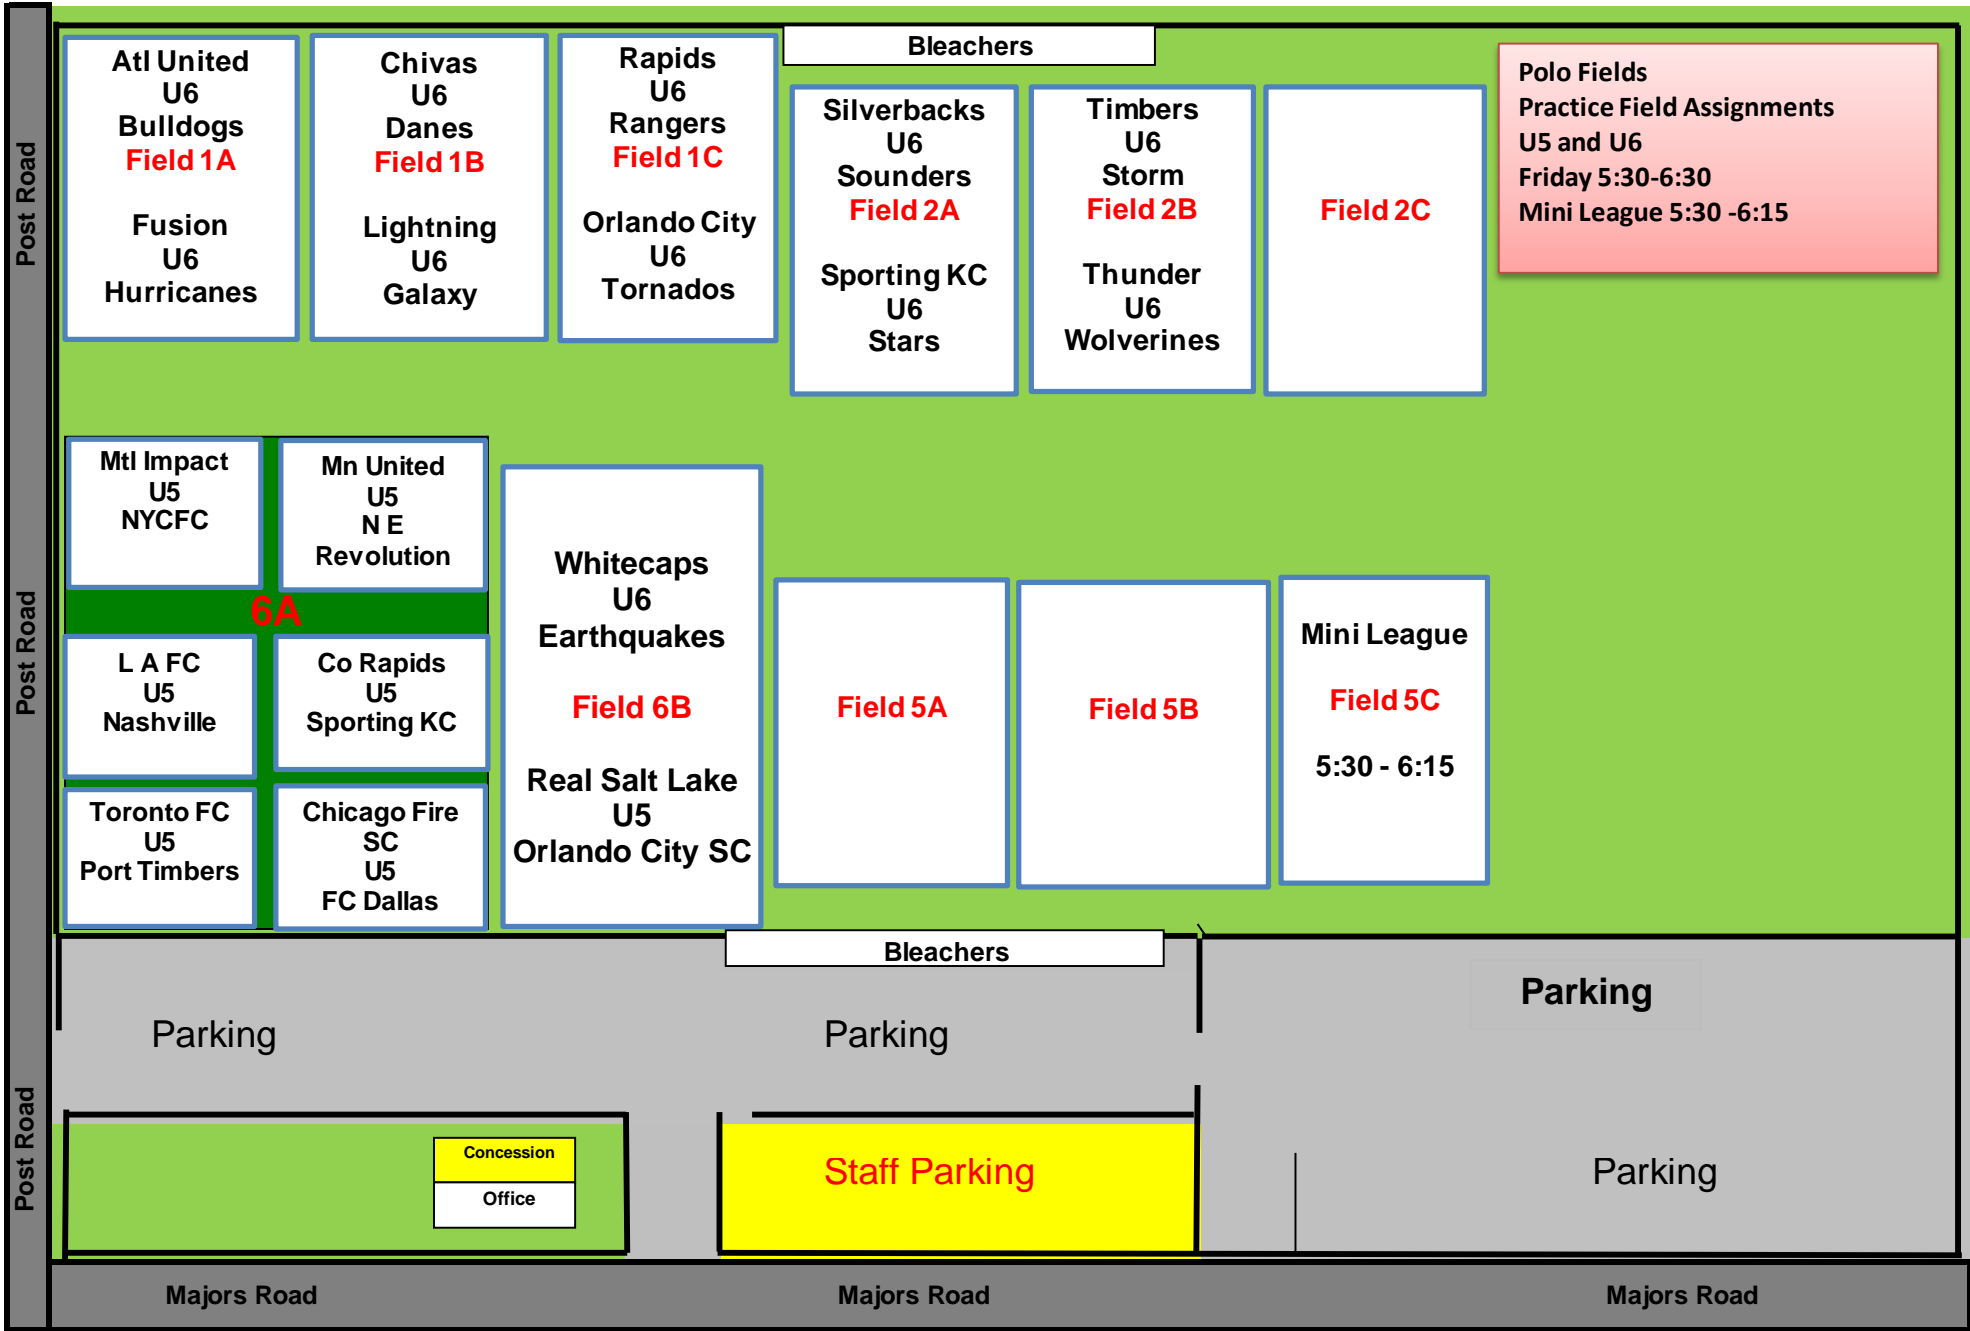 Bleachers
Atl United
U6
Bulldogs
Field 1A
Fusion
U6
Hurricanes
Chivas
U6
Danes
Field 1B
Lightning
U6
Galaxy
Rapids
U6
Rangers
Field 1C
Orlando City
U6
Tornados
Silverbacks
U6
Sounders
Field 2A
Sporting KC
U6
Stars
Timbers
U6
Storm
Field 2B
Thunder
U6
Wolverines
Field 2C
Polo Fields
Practice Field Assignments
U5 and U6
Friday 5:30-6:30
Mini League 5:30 -6:15
Post Road
Mtl Impact
U5
NYCFC
Mn United
U5
N E
Revolution
6A
L A FC
U5
Nashville
Co Rapids
U5
Sporting KC
Toronto FC
U5
Port Timbers
Chicago Fire
SC
U5
FC Dallas
Whitecaps
U6
Earthquakes
Field 6B
Real Salt Lake
U5
Orlando City SC
Field 5A
Field 5B
Mini League
Field 5C
5:30 - 6:15
Post Road
Bleachers
Parking
Parking
Parking
Post Road
Concession
Office
Staff Parking
Parking
Majors Road
Majors Road
Majors Road